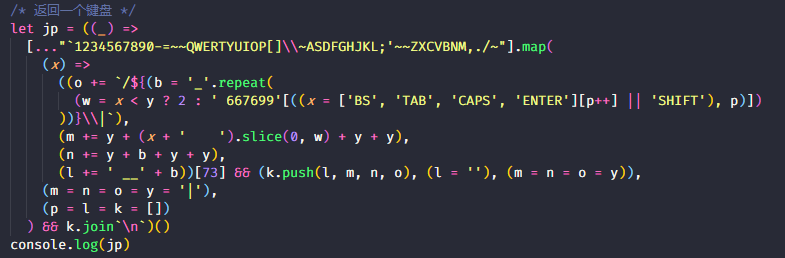 /* 返回一个键盘 */
let jp = ((_) =>
  [..."`1234567890-=~~QWERTYUIOP[]\\~ASDFGHJKL;'~~ZXCVBNM,./~"].map(
    (x) =>
      ((o += `/${(b = '_'.repeat(
        (w = x < y ? 2 : ' 667699'[((x = ['BS', 'TAB', 'CAPS', 'ENTER'][p++] || 'SHIFT'), p)])
      ))}\\|`),
      (m += y + (x + '    ').slice(0, w) + y + y),
      (n += y + b + y + y),
      (l += ' __' + b))[73] && (k.push(l, m, n, o), (l = ''), (m = n = o = y)),
    (m = n = o = y = '|'),
    (p = l = k = [])
  ) && k.join`\n`)()
console.log(jp)